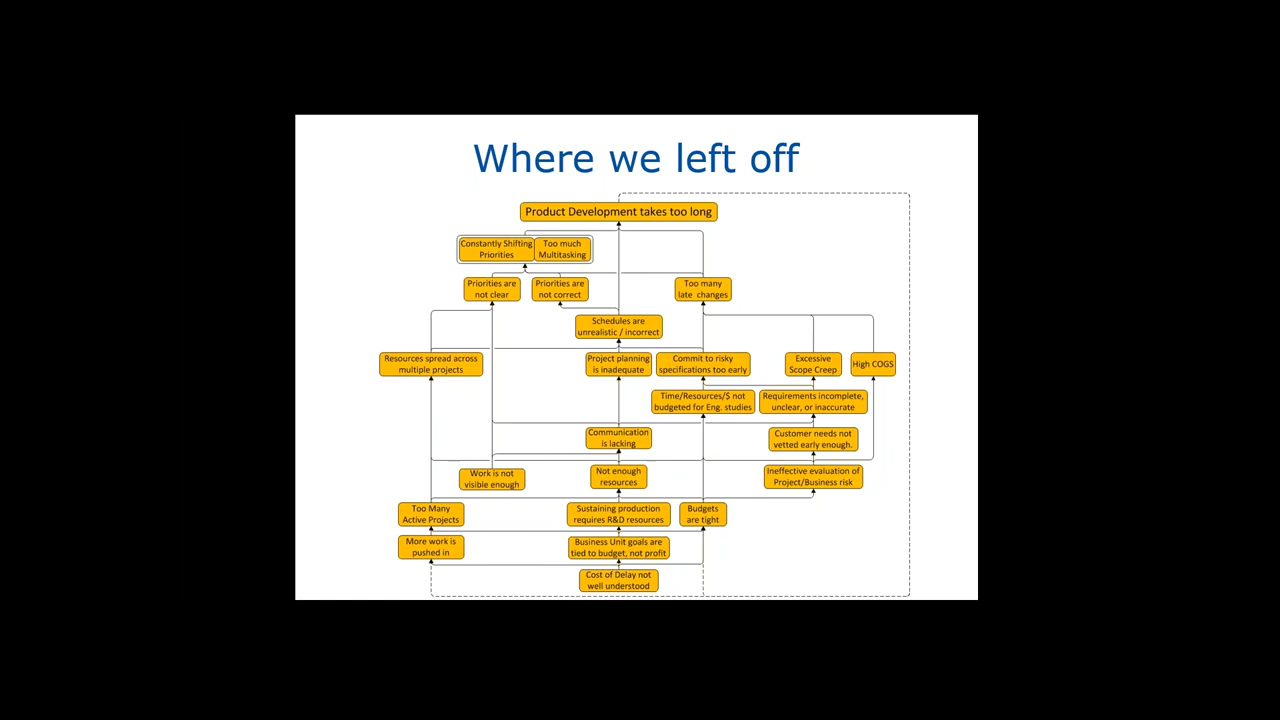 Where we left off
Product Development takes too long
Constantly Shifting
Priorities
Too much
Multitasking
Priorities are
not clear
Priorities are
not correct
Too many
late changes
Schedules are
unrealistic / incorrect
Resources spread across
multiple projects
Project planning
is inadequate
Commit to risky
specifications too early
Excessive
Scope Creep
High COGS
Time/Resources/$ not
budgeted for Eng. studies
Requirements incomplete,
unclear, or inaccurate
Communication
is lacking
Customer needs not
vetted early enough.
Work is not
visible enough
Not enough
resources
Ineffective evaluation of
Project/Business risk
Too Many
Active Projects
Sustaining production
requires R&D resources
Budgets
are tight
More work is
pushed in
Business Unit goals are
tied to budget, not profit
Cost of Delay not
well understood